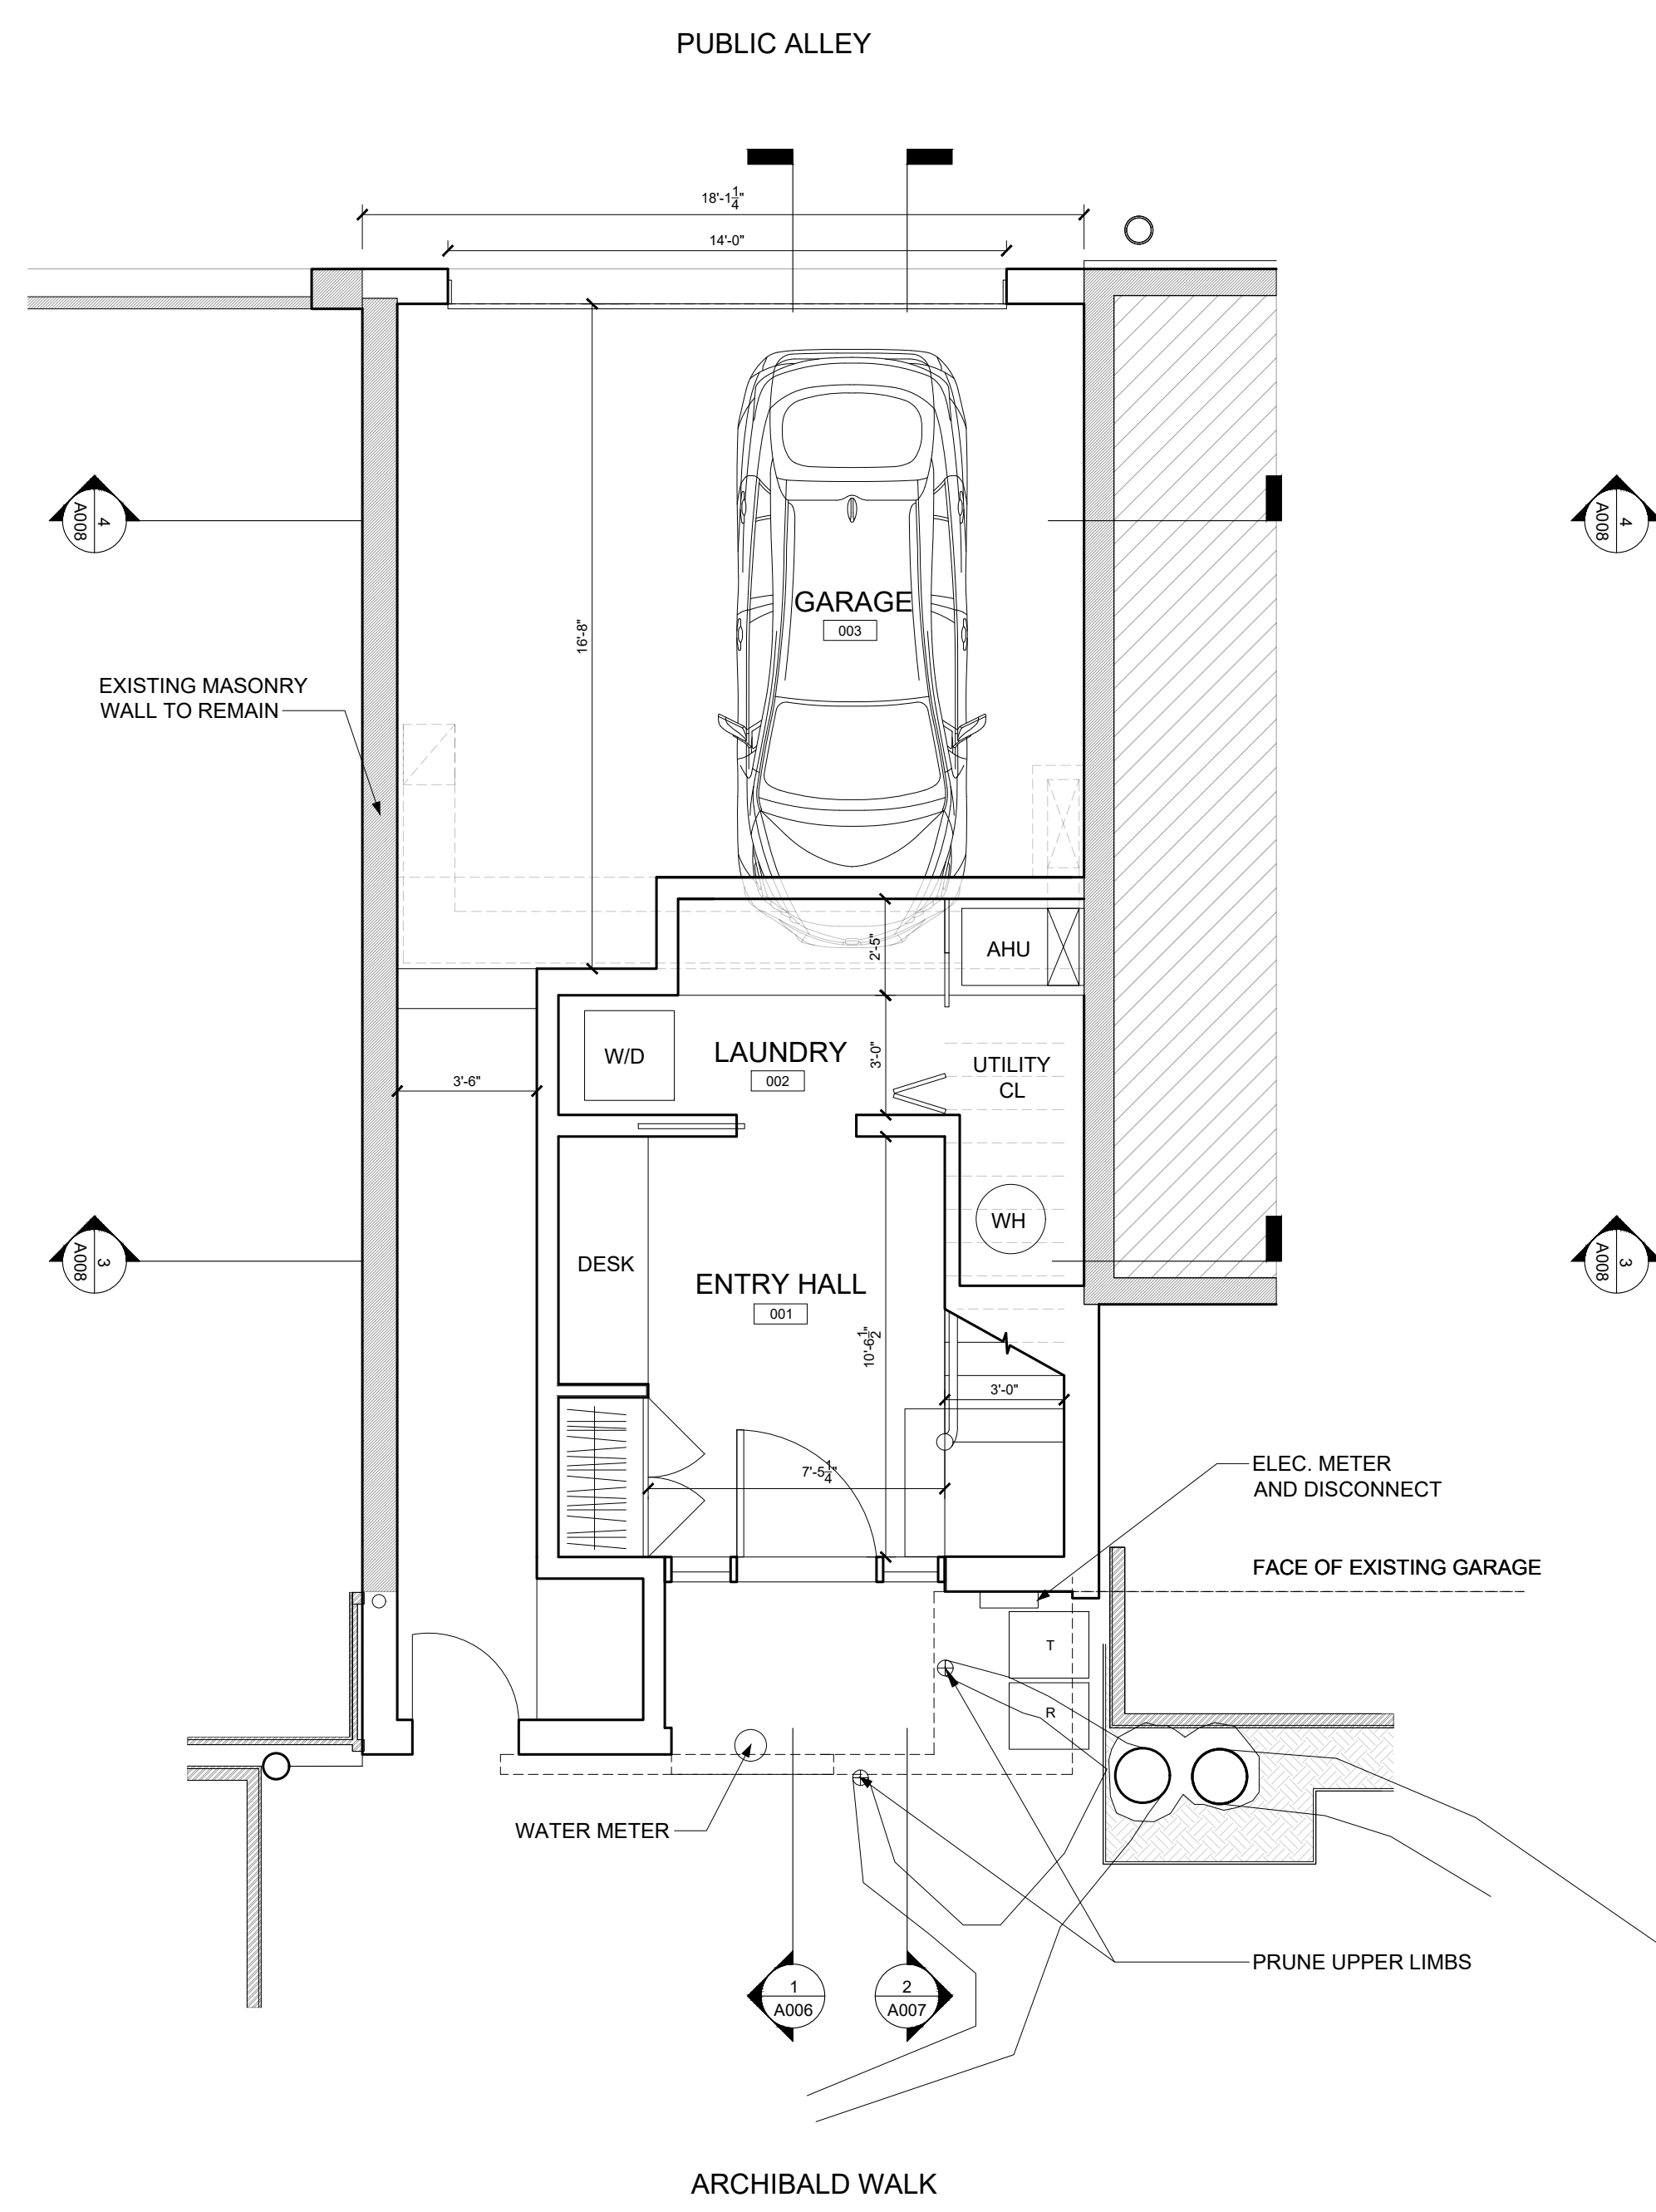 PUBLIC ALLEY
18'-1 1/4"
14'-0"
4
A008
4
A008
GARAGE
003
16'-8"
EXISTING MASONRY
WALL TO REMAIN
2'-5"
AHU
W/D
LAUNDRY
002
3'-0"
UTILITY
CL
3'-6"
WH
DESK
ENTRY HALL
001
3
A008
3
A008
10'-6 1/2"
3'-0"
7'-5 1/4"
ELEC. METER
AND DISCONNECT
FACE OF EXISTING GARAGE
T
R
WATER METER
PRUNE UPPER LIMBS
1
A006
2
A007
ARCHIBALD WALK